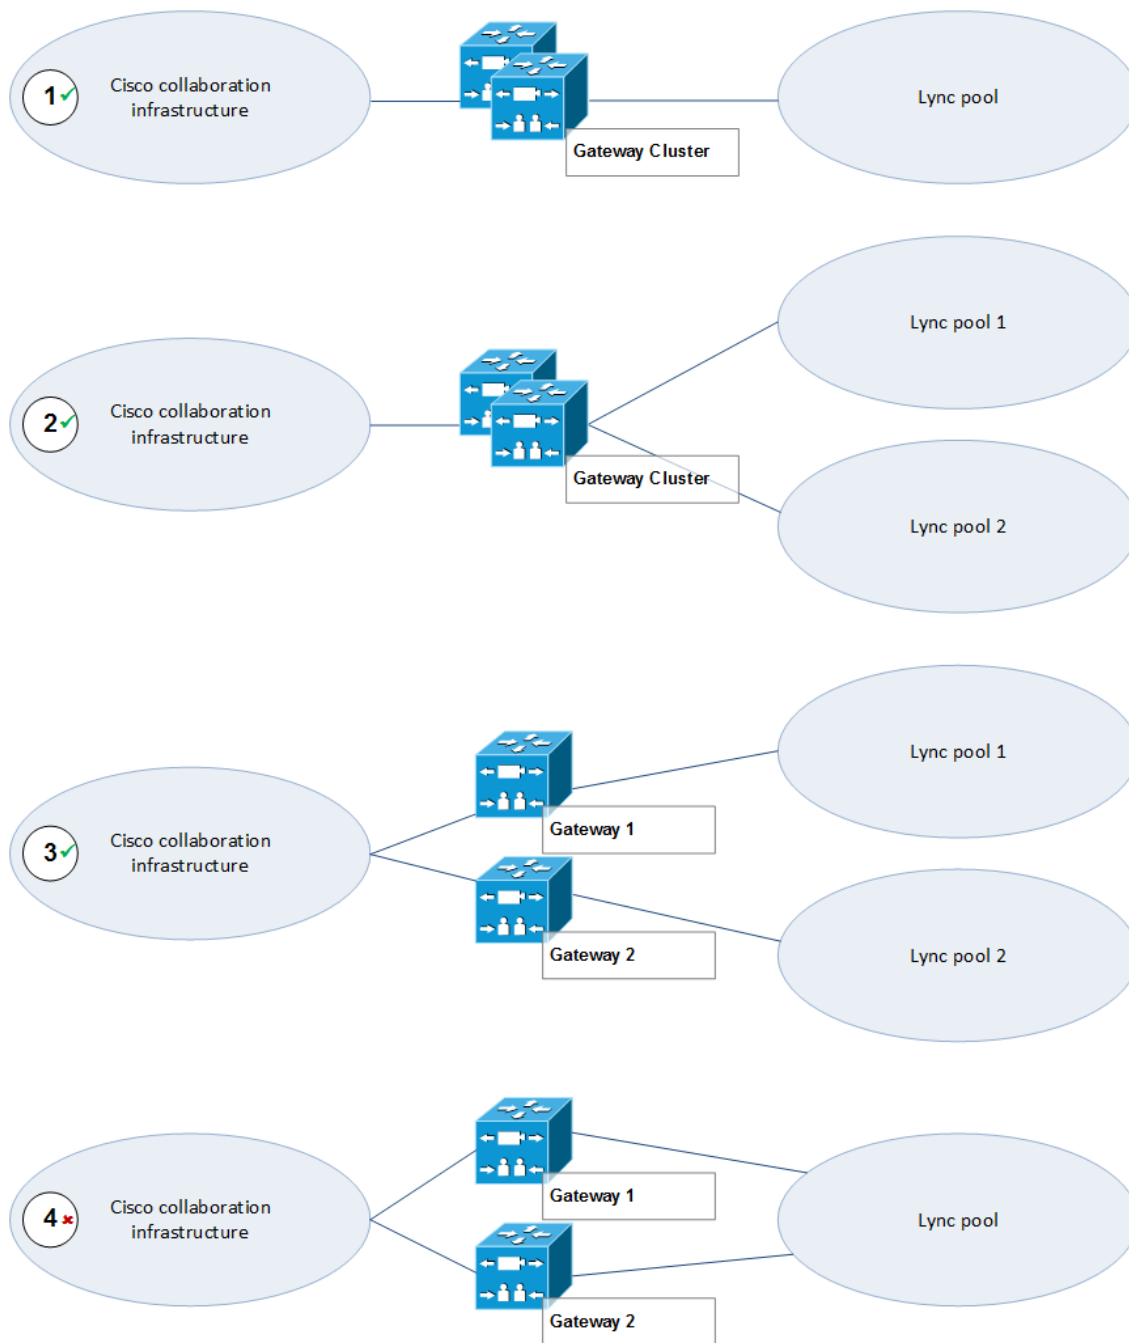 1
Cisco collaboration
infrastructure
Gateway Cluster
Lync pool
2
Cisco collaboration
infrastructure
Gateway Cluster
Lync pool 1
Lync pool 2
3
Cisco collaboration
infrastructure
Gateway 1
Gateway 2
Lync pool 1
Lync pool 2
4
Cisco collaboration
infrastructure
Gateway 1
Gateway 2
Lync pool